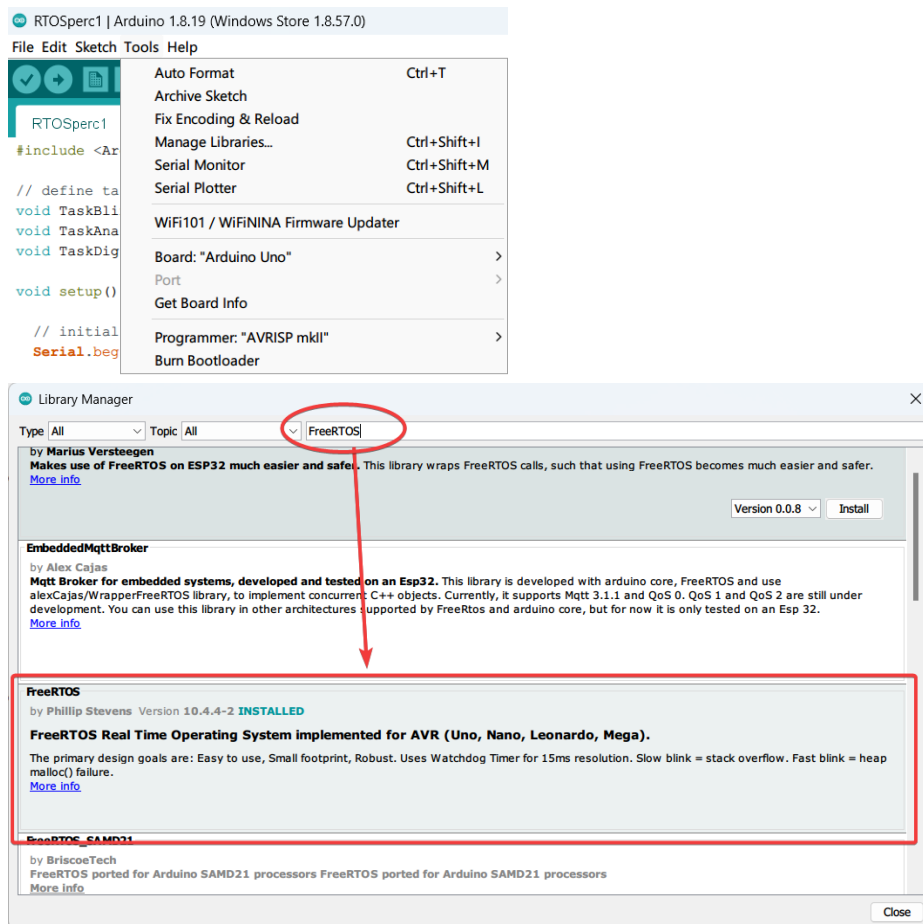 RTOSperc1 | Arduino 1.8.19 (Windows Store 1.8.57.0)
File Edit Sketch Tools Help
RTOSperc1
#include <Ar
// define ta
void TaskBli
void TaskAna
void TaskDig
void setup()
// initial
Serial.beg
Auto Format Ctrl+T
Archive Sketch
Fix Encoding & Reload
Manage Libraries... Ctrl+Shift+I
Serial Monitor Ctrl+Shift+M
Serial Plotter Ctrl+Shift+L
WiFi101 / WiFiNINA Firmware Updater
Board: "Arduino Uno"
Port
Get Board Info
Programmer: "AVRISP mkII"
Burn Bootloader
Library Manager
Type All Topic All FreeRTOS
by Marius Versteegen
Makes use of FreeRTOS on ESP32 much easier and safer. This library wraps FreeRTOS calls, such that using FreeRTOS becomes much easier and safer.
More info
Version 0.0.8 Install
EmbeddedMqttBroker
by Alex Cajas
Mqtt Broker for embedded systems, developed and tested on an Esp32. This library is developed with arduino core, FreeRTOS and use
alexCajas/WrapperFreeRTOS library, to implement concurrent C++ objects. Currently, it supports Mqtt 3.1.1 and QoS 0. QoS 1 and QoS 2 are still under
development. You can use this library in other architectures supported by FreeRtos and arduino core, but for now it is only tested on an Esp 32.
More info
FreeRTOS
by Phillip Stevens Version 10.4.4-2 INSTALLED
FreeRTOS Real Time Operating System implemented for AVR (Uno, Nano, Leonardo, Mega).
The primary design goals are: Easy to use, Small footprint, Robust. Uses Watchdog Timer for 15ms resolution. Slow blink = stack overflow. Fast blink = heap
malloc() failure.
More info
FreeRTOS_SAMD21
by BriscoeTech
FreeRTOS ported for Arduino SAMD21 processors FreeRTOS ported for Arduino SAMD21 processors
More info
Close